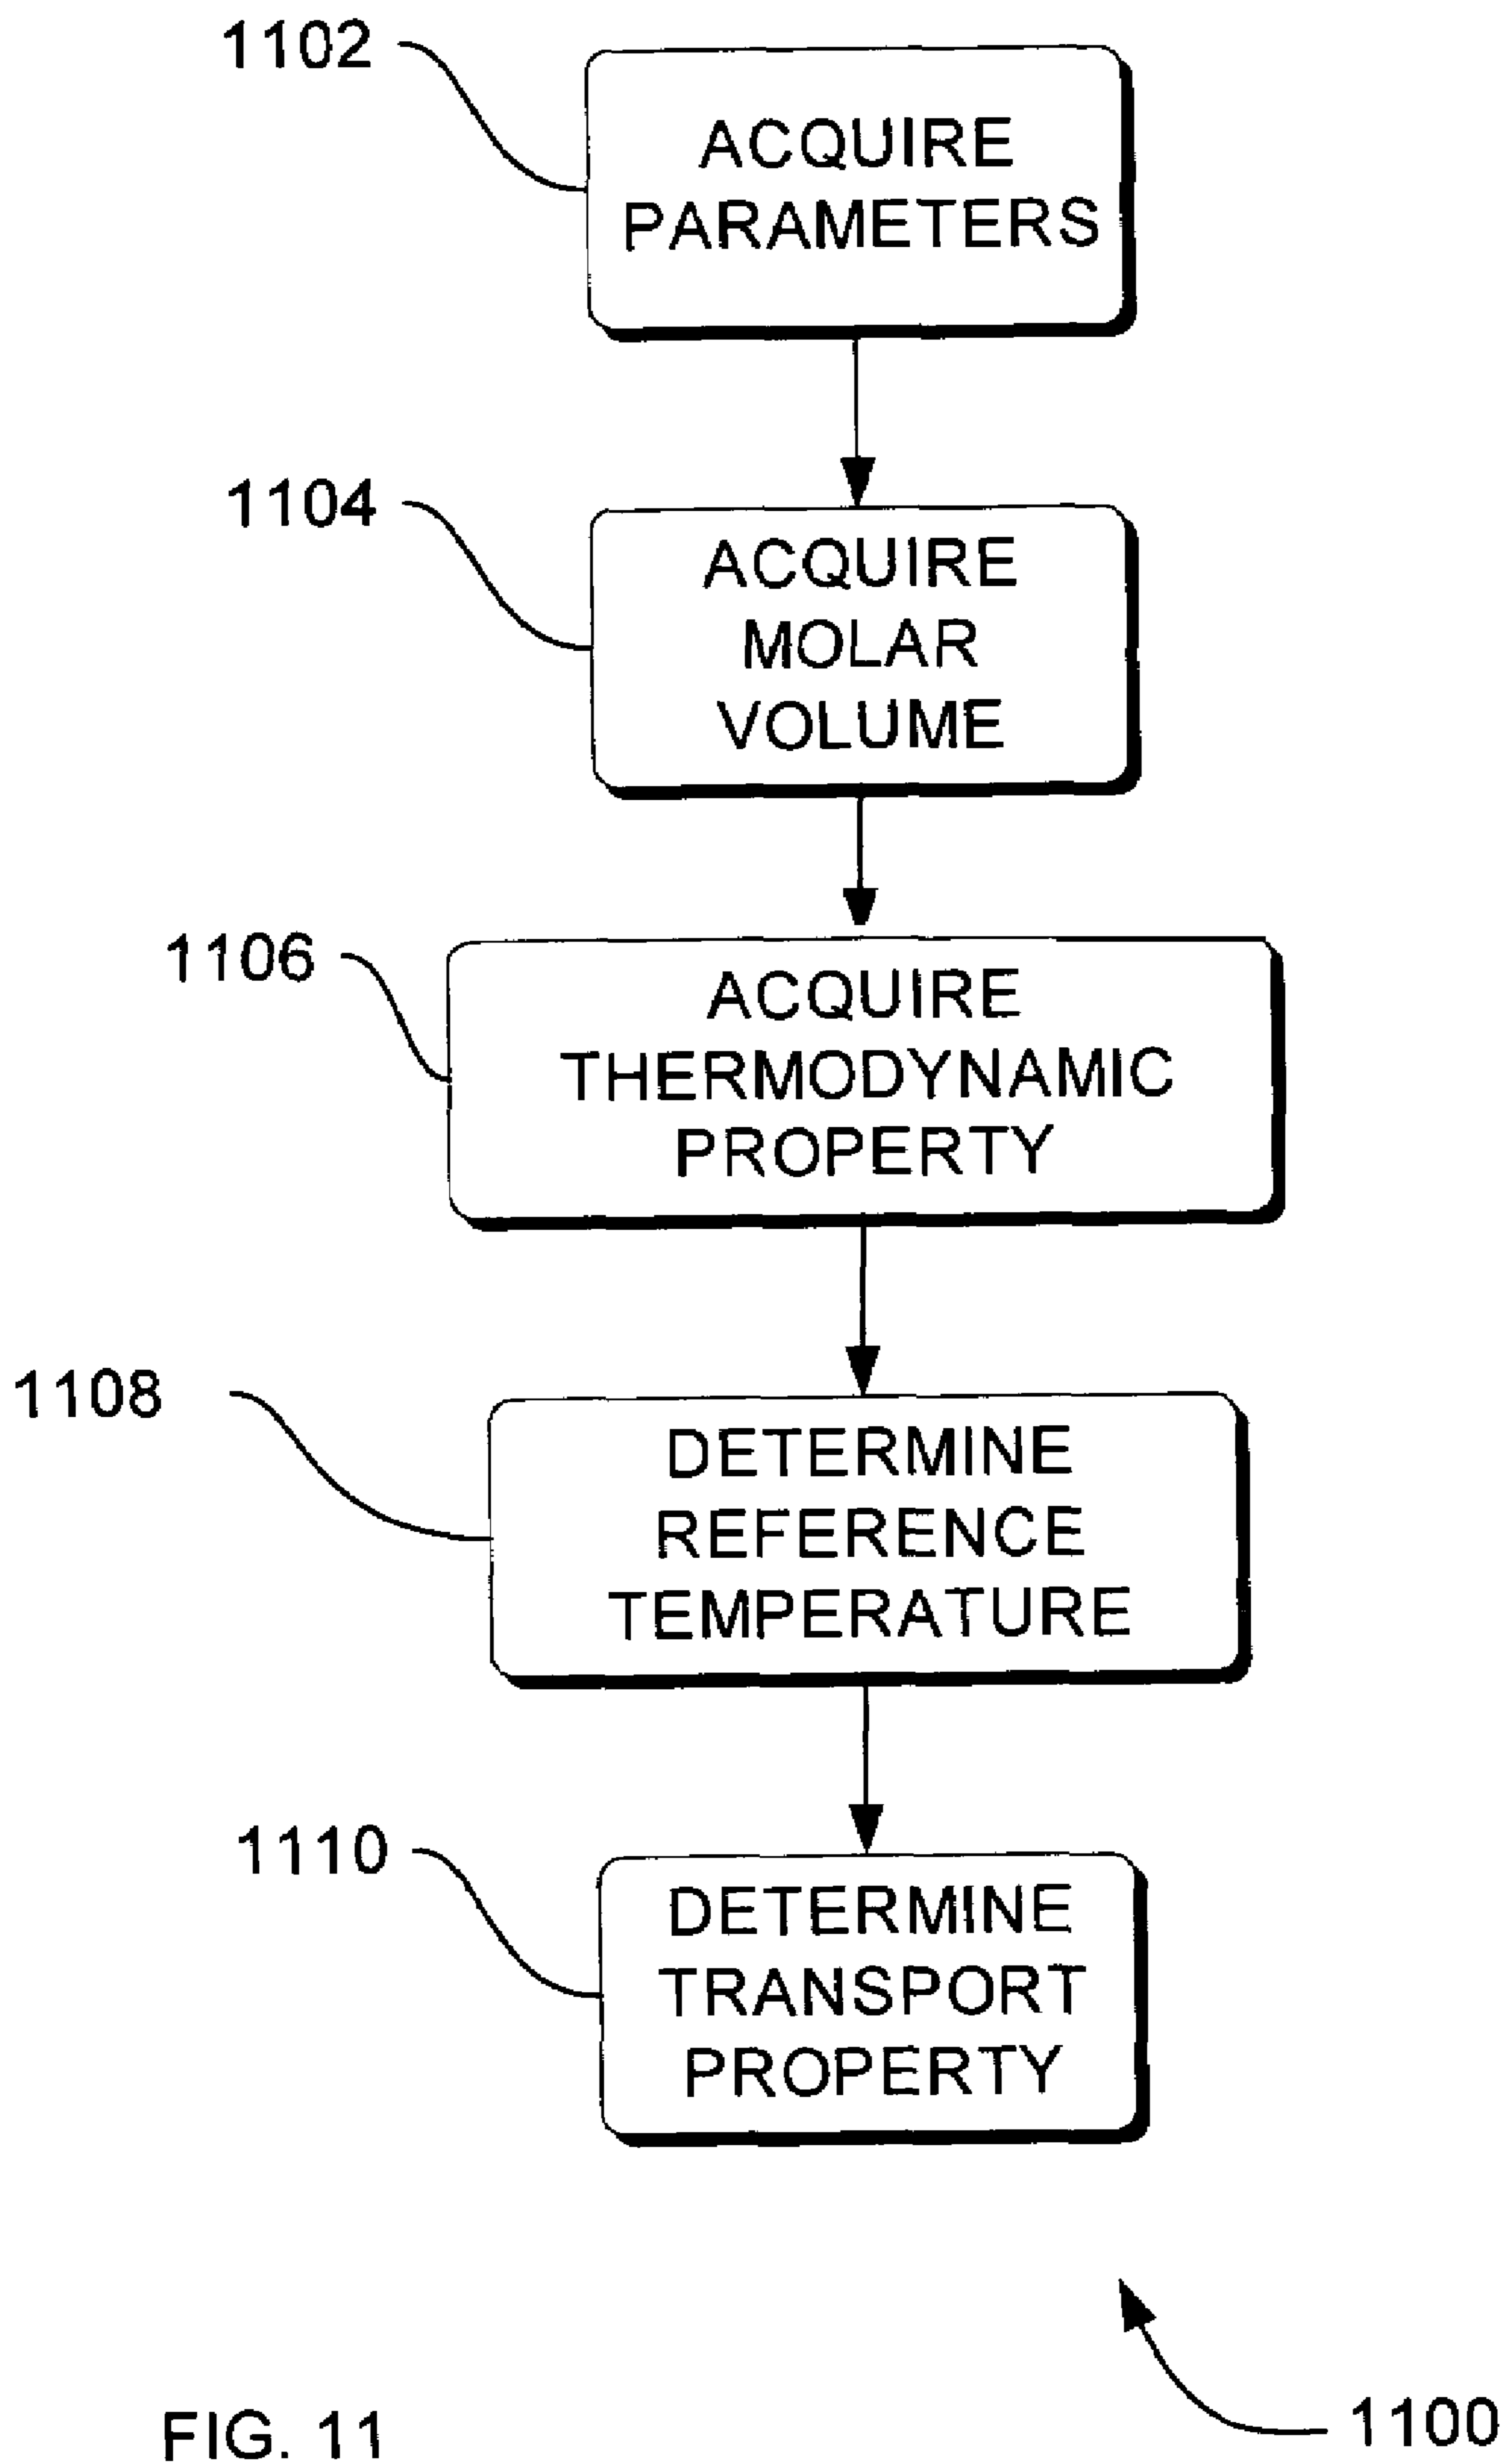 1102
ACQUIRE
PARAMETERS
1104
ACQUIRE
MOLAR
VOLUME
1106
ACQUIRE
THERMODYNAMIC
PROPERTY
1108
DETERMINE
REFERENCE
TEMPERATURE
1110
DETERMINE
TRANSPORT
PROPERTY
1100
FIG. 11